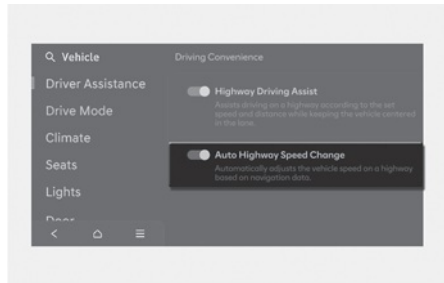 Vehicle
Driver Assistance
Drive Mode
Climate
Seats
Lights
Door
Driving Convenience
Highway Driving Assist
Assists driving on a highway according to the set
speed and distance while keeping the vehicle centered
in the lane.
Auto Highway Speed Change
Automatically adjusts the vehicle speed on a highway
based on navigation data.